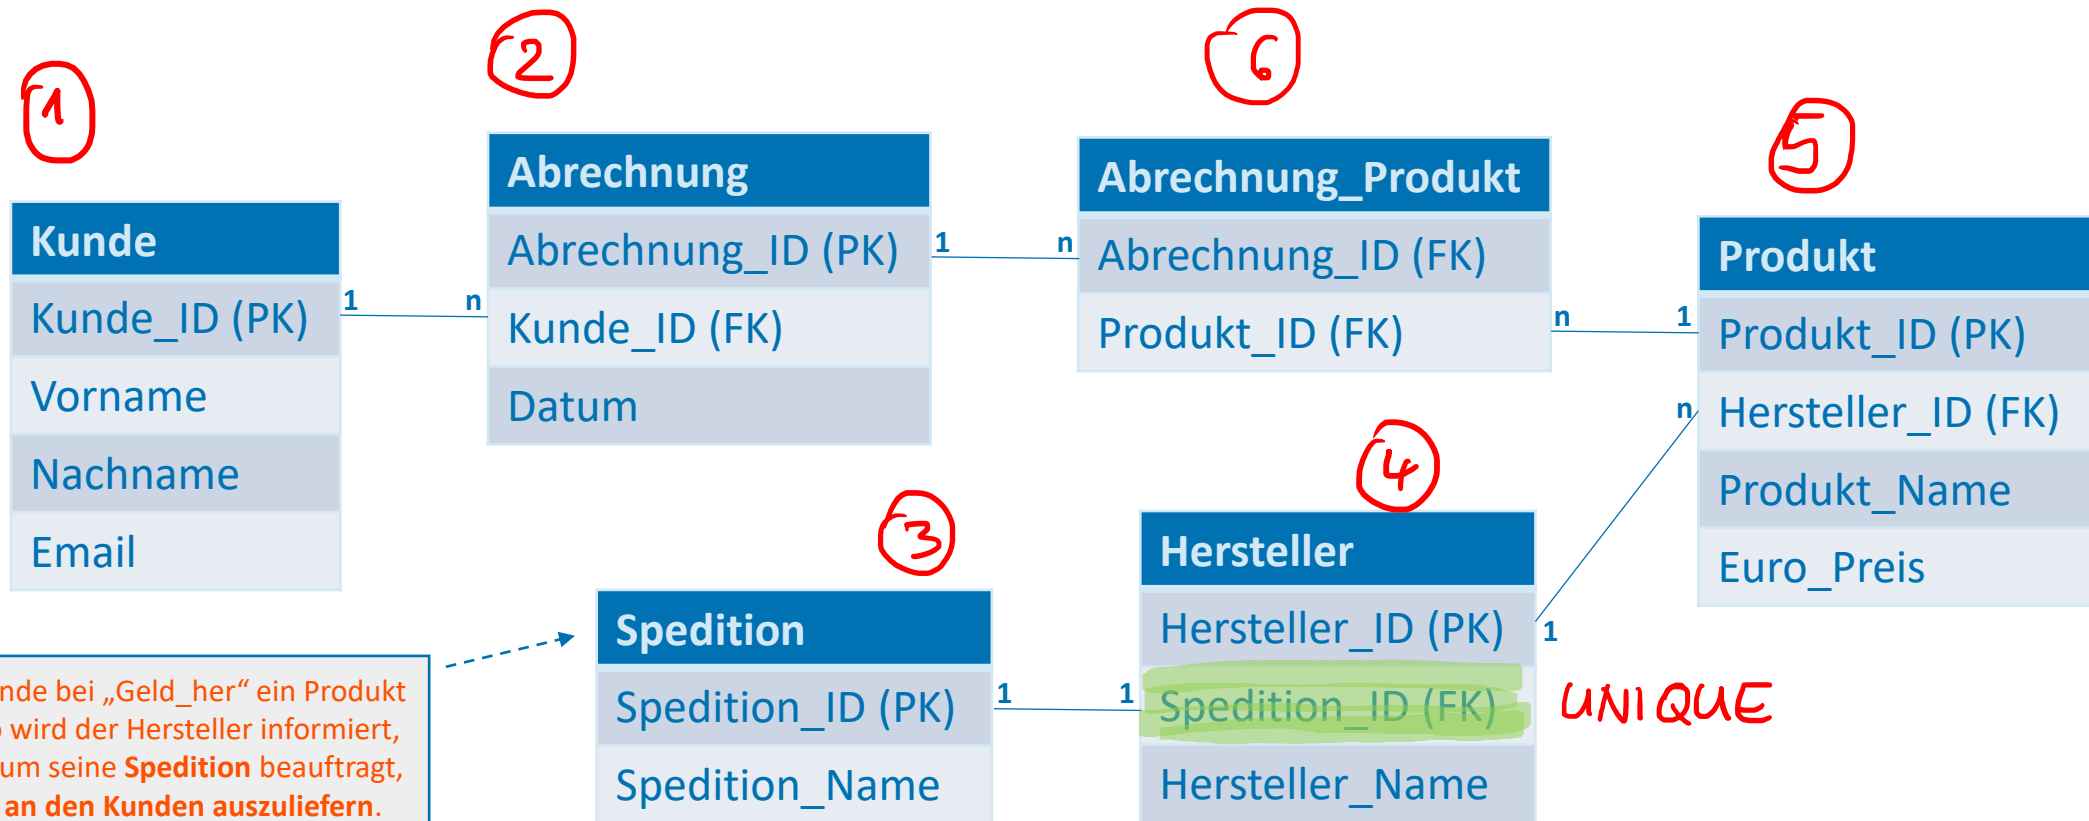 1
2
6
5
Kunde
Kunde_ID (PK)
Vorname
Nachname
Email
1 n
Abrechnung
Abrechnung_ID (PK)
Kunde_ID (FK)
Datum
1 n
Abrechnung_Produkt
Abrechnung_ID (FK)
Produkt_ID (FK)
n 1
Produkt
Produkt_ID (PK)
Hersteller_ID (FK)
Produkt_Name
Euro_Preis
n
1
3
Spedition
Spedition_ID (PK)
Spedition_Name
1 1
4
Hersteller
Hersteller_ID (PK)
Spedition_ID (FK)
Hersteller_Name
UNIQUE
bei „Geld_her“ ein Produkt
wird der Hersteller informiert,
seine Spedition beauftragt,
an den Kunden auszuliefern.